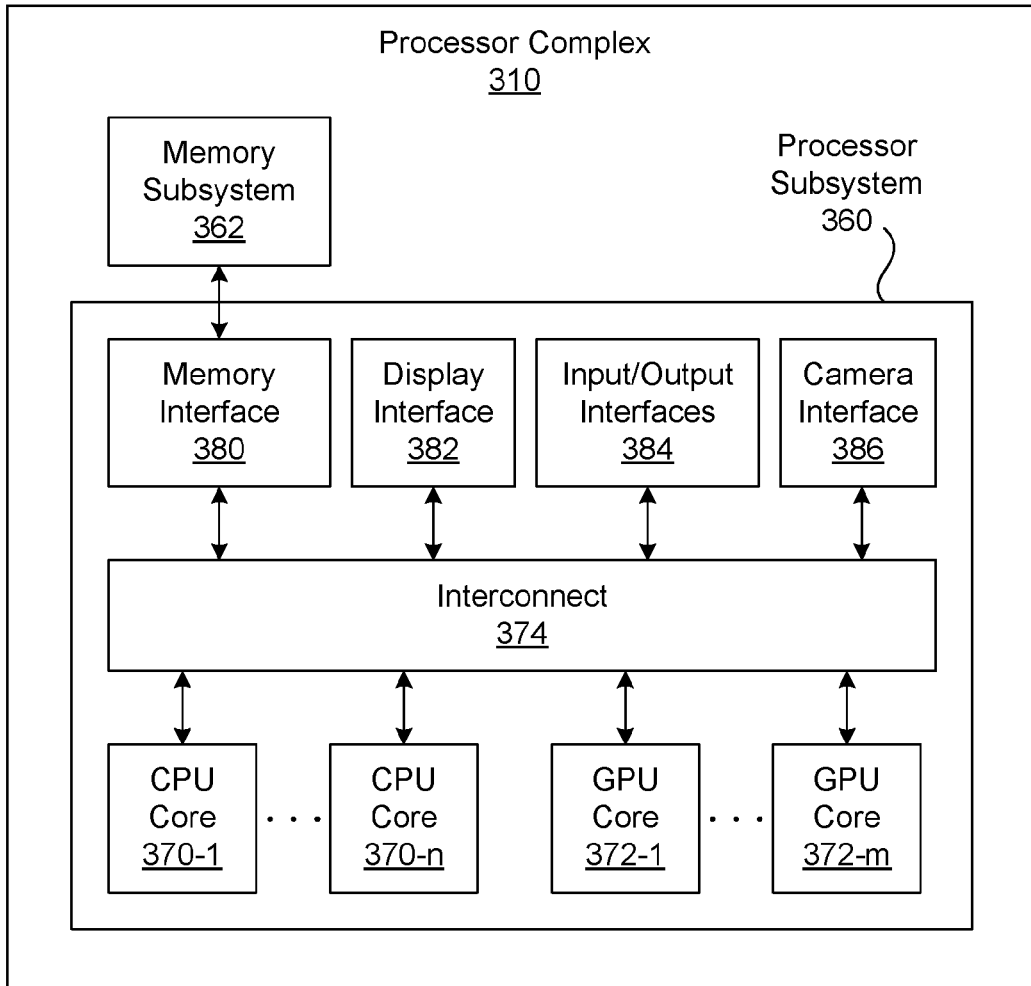 Processor Complex
310
Memory
Subsystem
362
Processor
Subsystem
360
Memory
Interface
380
Display
Interface
382
Input/Output
Interfaces
384
Camera
Interface
386
Interconnect
374
CPU
Core
370-1
. . .
CPU
Core
370-n
GPU
Core
372-1
. . .
GPU
Core
372-m